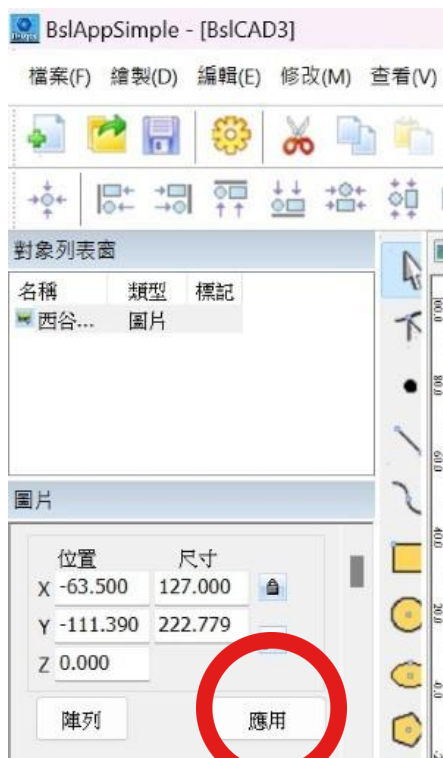 BslAppSimple - [BslCAD3]
檔案(F) 繪製(D) 編輯(E) 修改(M) 查看(V)
對象列表窗
名稱 類型 標記
西谷... 圖片
圖片
位置 尺寸
X -63.500 127.000
Y -111.390 222.779
Z 0.000
陣列 應用